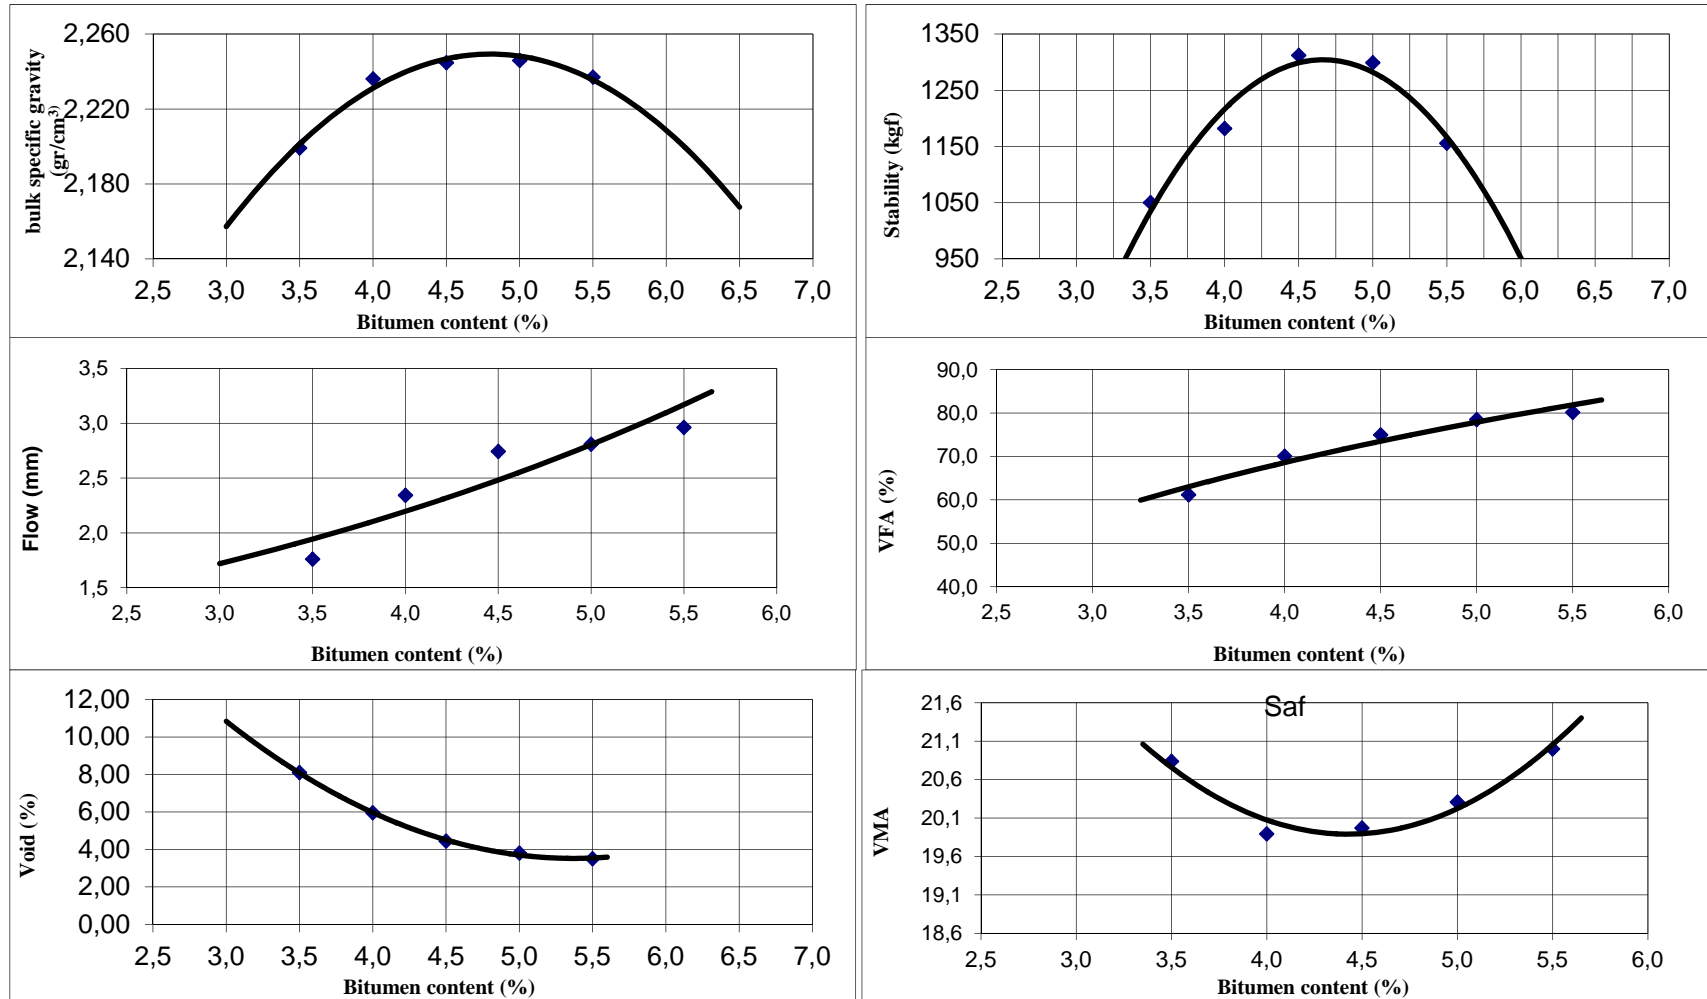 bulk specific gravity
(gr/cm³)
2,260
2,220
2,180
2,140
2,5 3,0 3,5 4,0 4,5 5,0 5,5 6,0 6,5 7,0
Bitumen content (%)
Stability (kgf)
1350
1250
1150
1050
950
2,5 3,0 3,5 4,0 4,5 5,0 5,5 6,0 6,5 7,0
Bitumen content (%)
Flow (mm)
3,5
3,0
2,5
2,0
1,5
2,5 3,0 3,5 4,0 4,5 5,0 5,5 6,0
Bitumen content (%)
VFA (%)
90,0
80,0
70,0
60,0
50,0
40,0
2,5 3,0 3,5 4,0 4,5 5,0 5,5 6,0
Bitumen content (%)
Void (%)
12,00
10,00
8,00
6,00
4,00
2,00
0,00
2,5 3,0 3,5 4,0 4,5 5,0 5,5 6,0 6,5 7,0
Bitumen content (%)
Saf
VMA
21,6
21,1
20,6
20,1
19,6
19,1
18,6
2,5 3,0 3,5 4,0 4,5 5,0 5,5 6,0
Bitumen content (%)